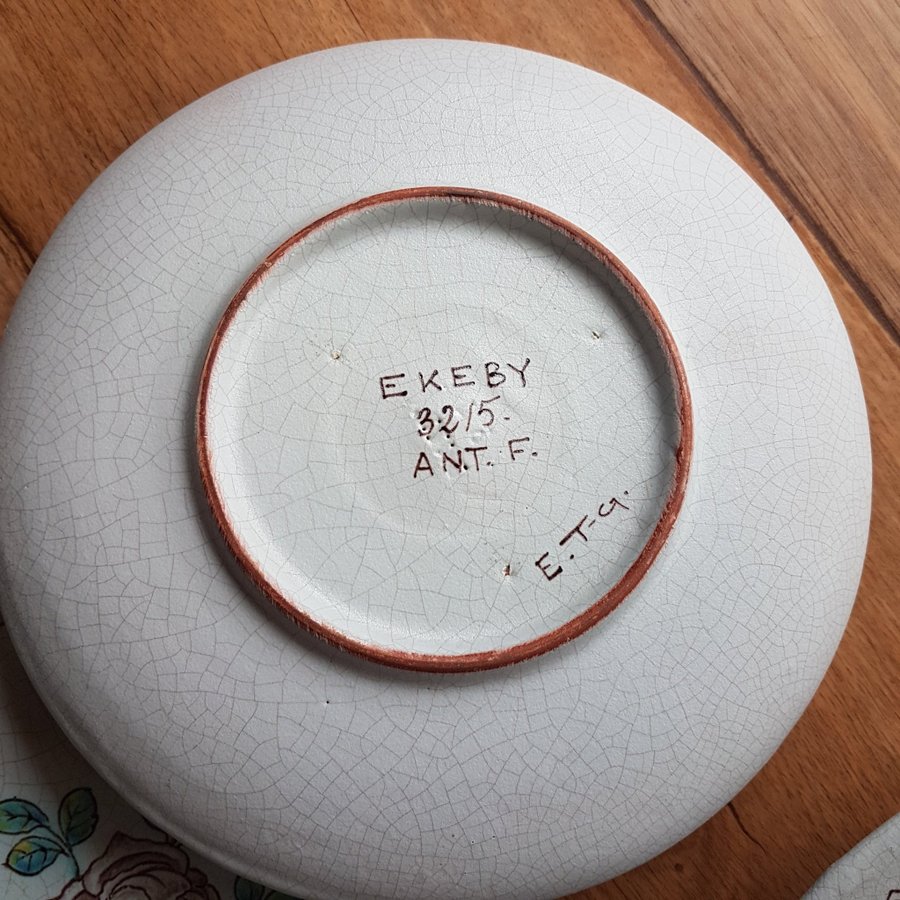 EKEBY
32/5.
ANT. F.
E.T-G.